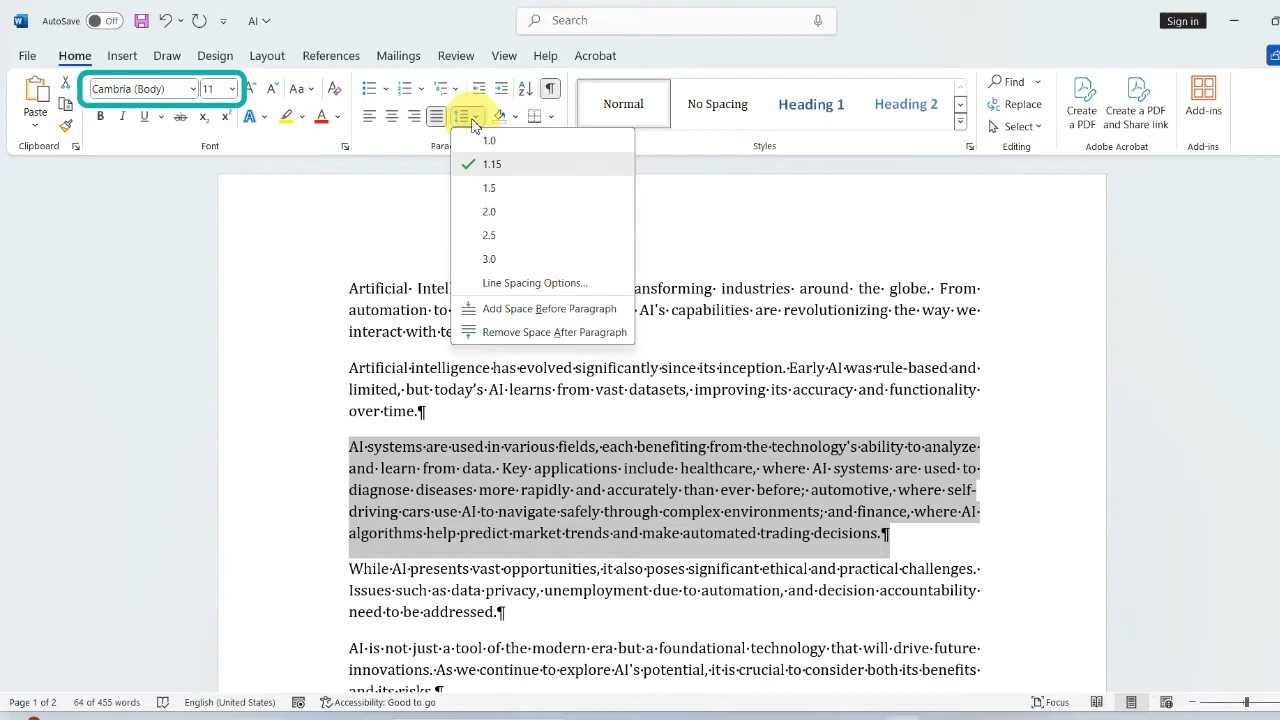 AutoSave Off AI Search Sign in
File Home Insert Draw Design Layout References Mailings Review View Help Acrobat
Cambria (Body) 11 Aa
Paste B I U ab x₂ x² A A
Clipboard Font Styles Editing Adobe Acrobat Add-ins
Normal No Spacing Heading 1 Heading 2
Find
Replace
Select
Create a PDF
Create a PDF and Share link
Add-ins
1.0
1.15
1.5
2.0
2.5
3.0
Line Spacing Options...
Add Space Before Paragraph
Remove Space After Paragraph
Artificial ansforming industries around the globe. From
automation to AI's capabilities are revolutionizing the way we
interact with
Artificial intelligence has evolved significantly since its inception. Early AI was rule-based and
limited, but today's AI learns from vast datasets, improving its accuracy and functionality
over time.¶
AI systems are used in various fields, each benefiting from the technology's ability to analyze
and learn from data. Key applications include healthcare, where AI systems are used to
diagnose diseases more rapidly and accurately than ever before; automotive, where self-
driving cars use AI to navigate safely through complex environments; and finance, where AI
algorithms help predict market trends and make automated trading decisions.¶
While AI presents vast opportunities, it also poses significant ethical and practical challenges.
Issues such as data privacy, unemployment due to automation, and decision accountability
need to be addressed.¶
AI is not just a tool of the modern era but a foundational technology that will drive future
innovations. As we continue to explore AI's potential, it is crucial to consider both its benefits
and its risks.¶
Page 1 of 2 64 of 455 words English (United States) Accessibility: Good to go Focus